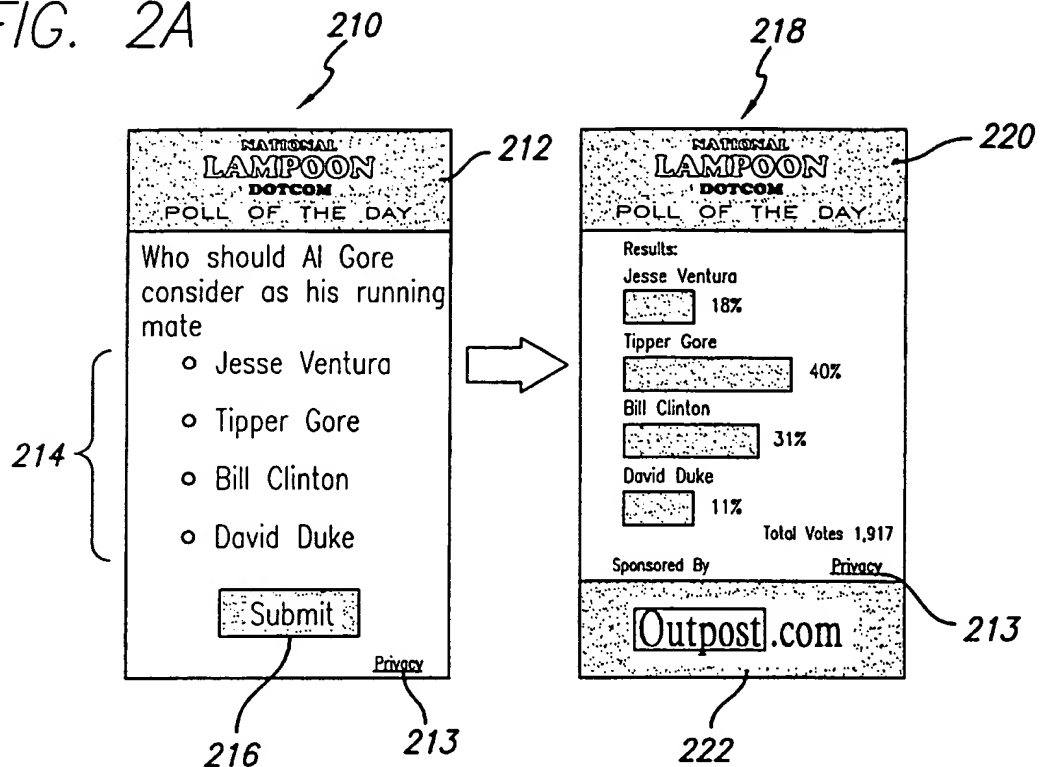 FIG. 2A
210
218
NATIONAL
LAMPOON
DOTCOM
POLL OF THE DAY
212
Who should Al Gore
consider as his running
mate
Jesse Ventura
Tipper Gore
Bill Clinton
David Duke
214
Submit
Privacy
216
213
NATIONAL
LAMPOON
DOTCOM
POLL OF THE DAY
220
Results:
Jesse Ventura
18%
Tipper Gore
40%
Bill Clinton
31%
David Duke
11%
Total Votes 1,917
Sponsored By Privacy
Outpost.com
213
222